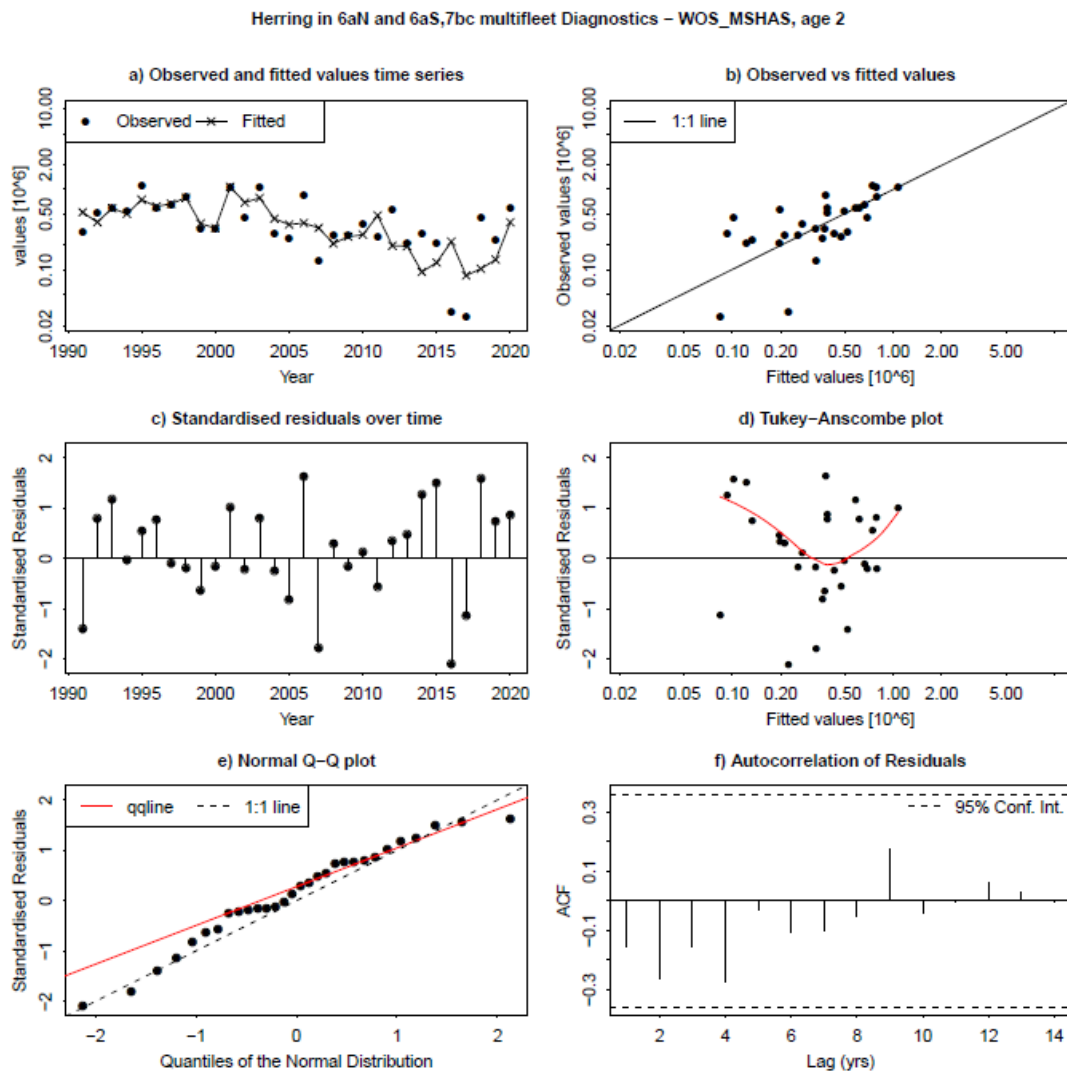 Herring in 6aN and 6aS,7bc multifleet Diagnostics − WOS_MSHAS, age 2
a) Observed and fitted values time series
Observed
Fitted
values [10^6]
0.02 0.10 0.50 2.00 10.00
1990 1995 2000 2005 2010 2015 2020
Year
b) Observed vs fitted values
1:1 line
Observed values [10^6]
0.02 0.10 0.50 2.00 10.00
0.02 0.10 0.20 0.50 1.00 2.00 5.00
Fitted values [10^6]
c) Standardised residuals over time
Standardised Residuals
−2 −1 0 1 2
1990 1995 2000 2005 2010 2015 2020
Year
d) Tukey−Anscombe plot
Standardised Residuals
−2 −1 0 1 2
0.02 0.10 0.20 0.50 1.00 2.00 5.00
Fitted values [10^6]
e) Normal Q−Q plot
qqline
1:1 line
Standardised Residuals
−2 −1 0 1 2
−2 −1 0 1 2
Quantiles of the Normal Distribution
f) Autocorrelation of Residuals
95% Conf. Int.
ACF
−0.3 −0.1 0.1 0.3
2 4 6 8 10 12 14
Lag (yrs)